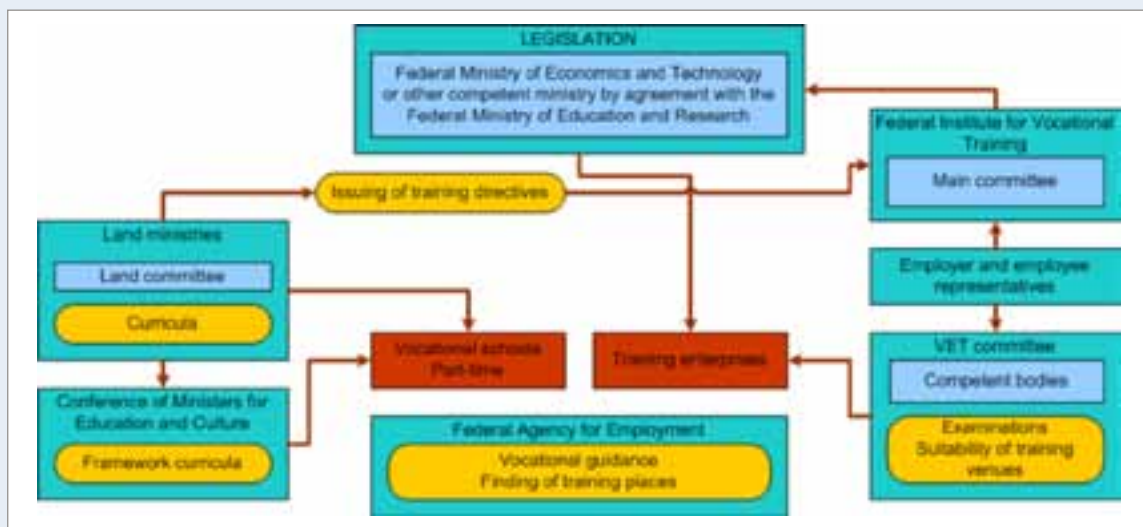 LEGISLATION
Federal Ministry of Economics and Technology
or other competent ministry by agreement with the
Federal Ministry of Education and Research
Federal Institute for Vocational
Training
Main committee
Issuing of training directives
Land ministries
Land committee
Curricula
Employer and employee
representatives
Vocational schools
Part-time
Training enterprises
VET committee
Competent bodies
Examinations
Suitability of training
venues
Conference of Ministers for
Education and Culture
Framework curricula
Federal Agency for Employment
Vocational guidance
Finding of training places